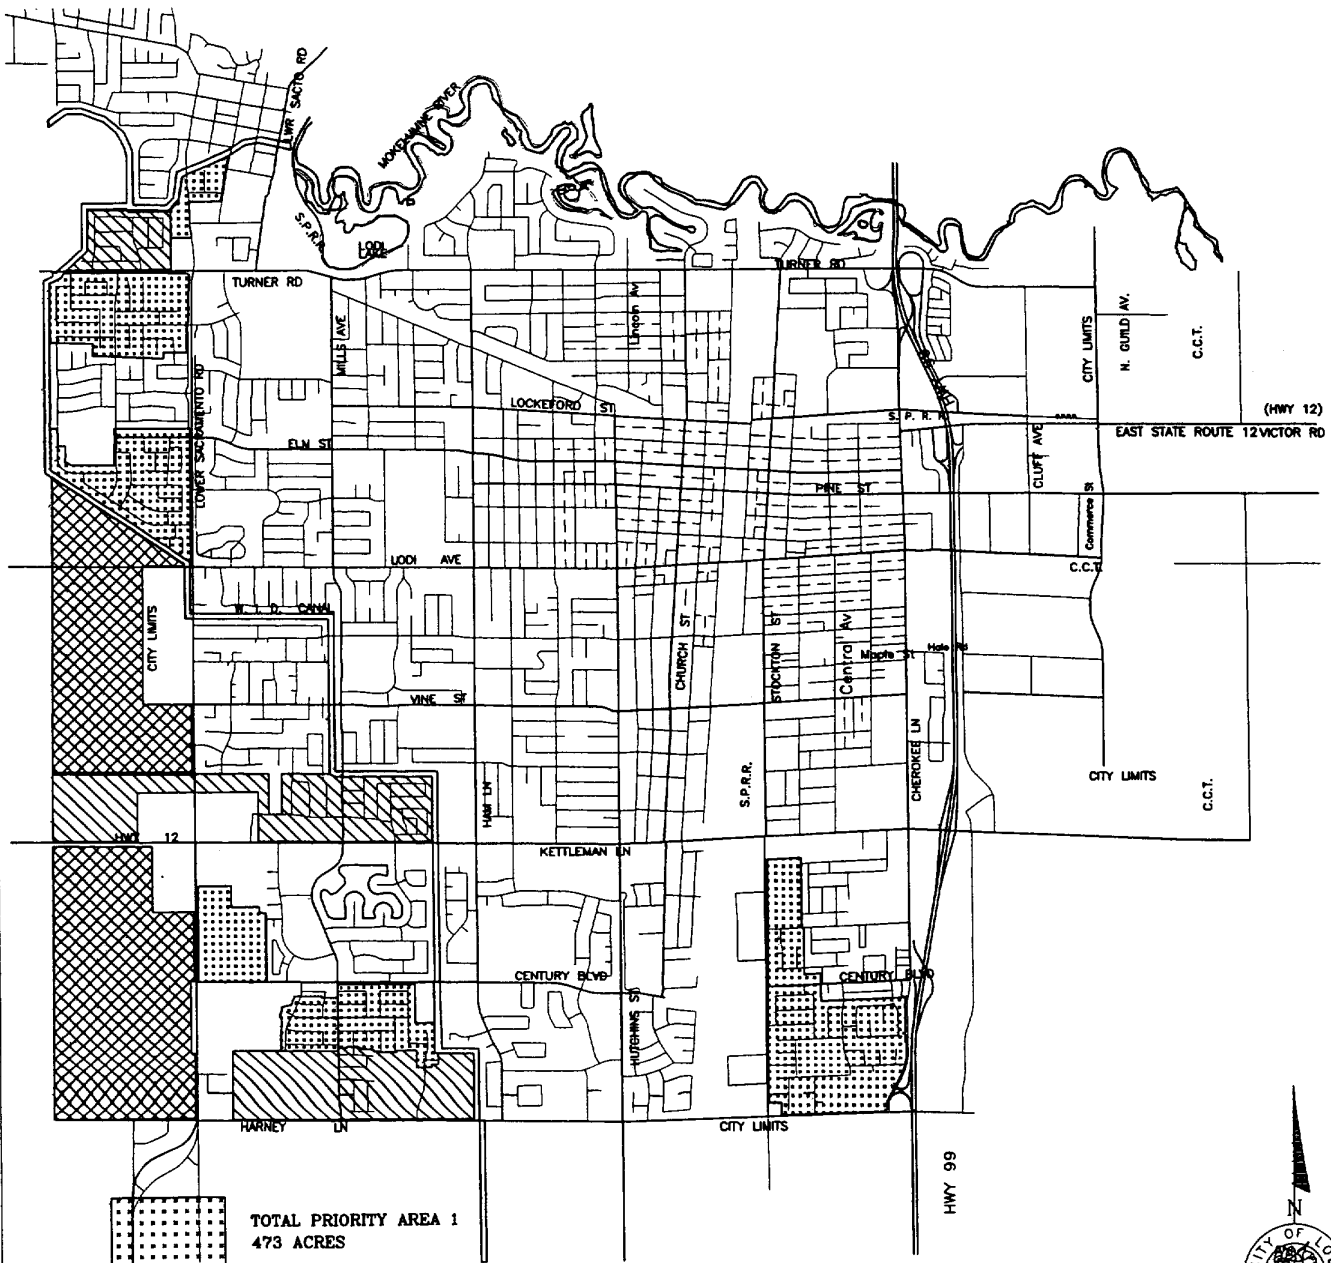 LWR SACTO RD
MOKELUMNE RIVER
S.P.R.R.
LODI
LAKE
TURNER RD
TURNER RD
MILLS AVE
Lincoln Av
CITY LIMITS
N. GUILD AV.
C.C.T.
LOWER SACRAMENTO RD
LOCKEFORD ST
S. P. R. R.
(HWY 12)
EAST STATE ROUTE 12 VICTOR RD
ELM ST
CLUFF AVE
PINE ST
Commerce St
LODI AVE
C.C.T.
W. I. D. CANAL
CITY LIMITS
CHURCH ST
STOCKTON ST
Central Av
Maple St
Hale Rd
VINE ST
CHEROKEE LN
S.P.R.R.
HAM LN
CITY LIMITS
C.C.T.
HWY 12
KETTLEMAN LN
CENTURY BLVD
CENTURY BLVD
HUTCHINS ST
HARNEY LN
CITY LIMITS
HWY 99
TOTAL PRIORITY AREA 1
473 ACRES
N
CITY OF LO